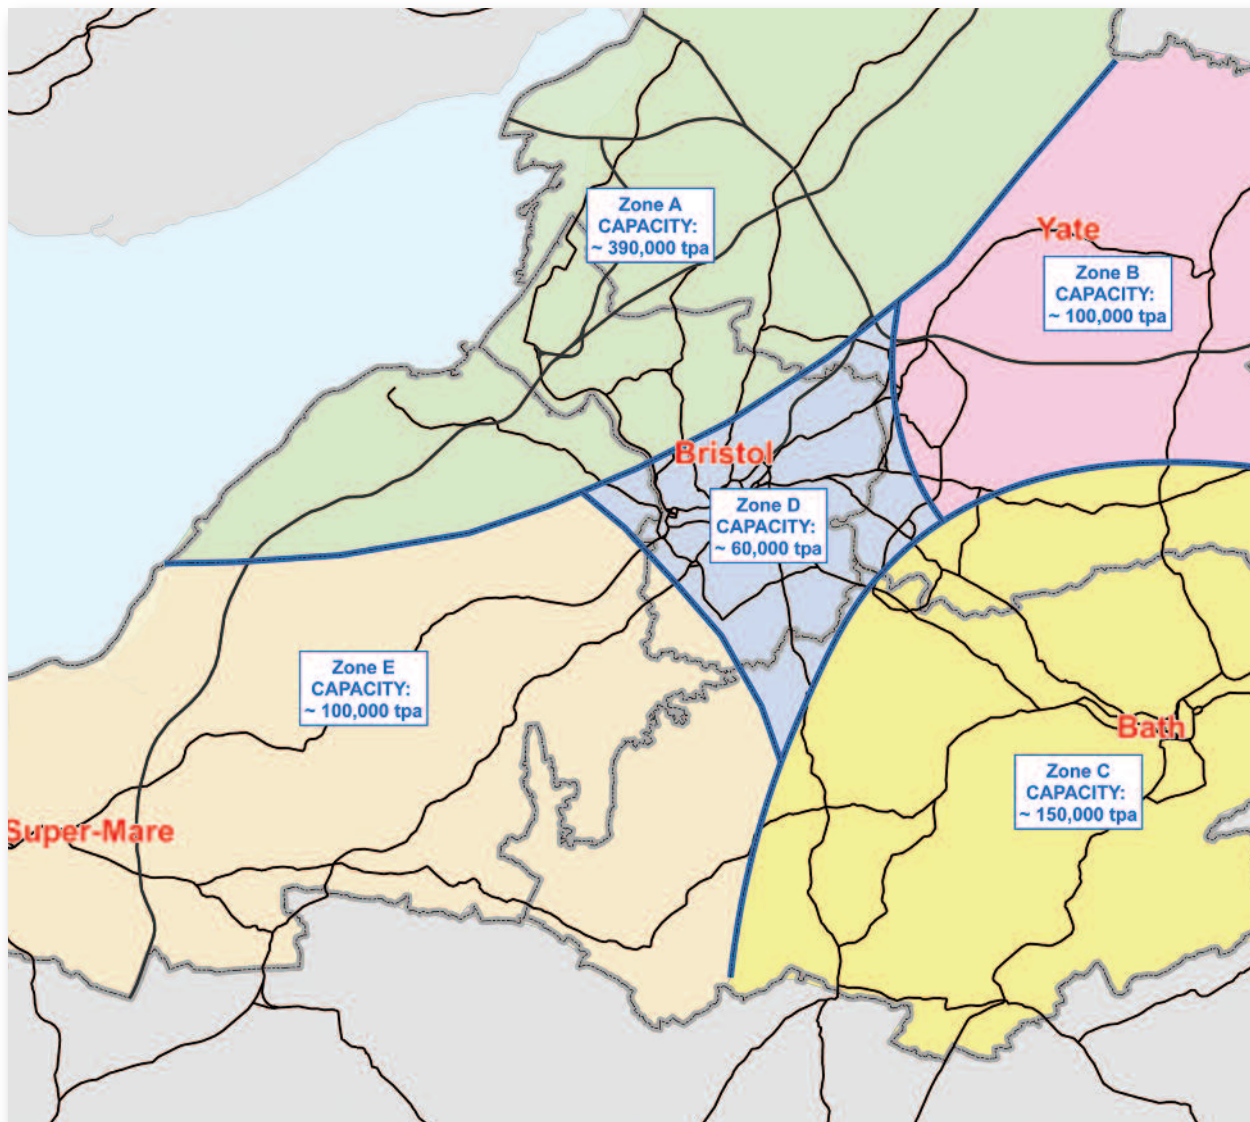 Zone A
CAPACITY:
~ 390,000 tpa
Yate
Zone B
CAPACITY:
~ 100,000 tpa
Bristol
Zone D
CAPACITY:
~ 60,000 tpa
Zone E
CAPACITY:
~ 100,000 tpa
Bath
Zone C
CAPACITY:
~ 150,000 tpa
Super-Mare